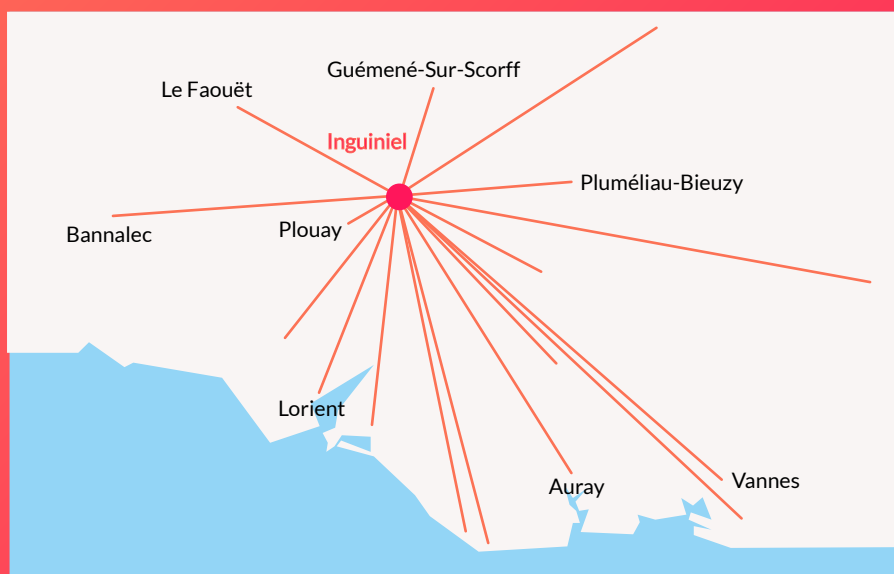 Guémené-Sur-Scorff
Le Faouët
Inguiniel
Pluméliau-Bieuzy
Plouay
Bannalec
Lorient
Vannes
Auray